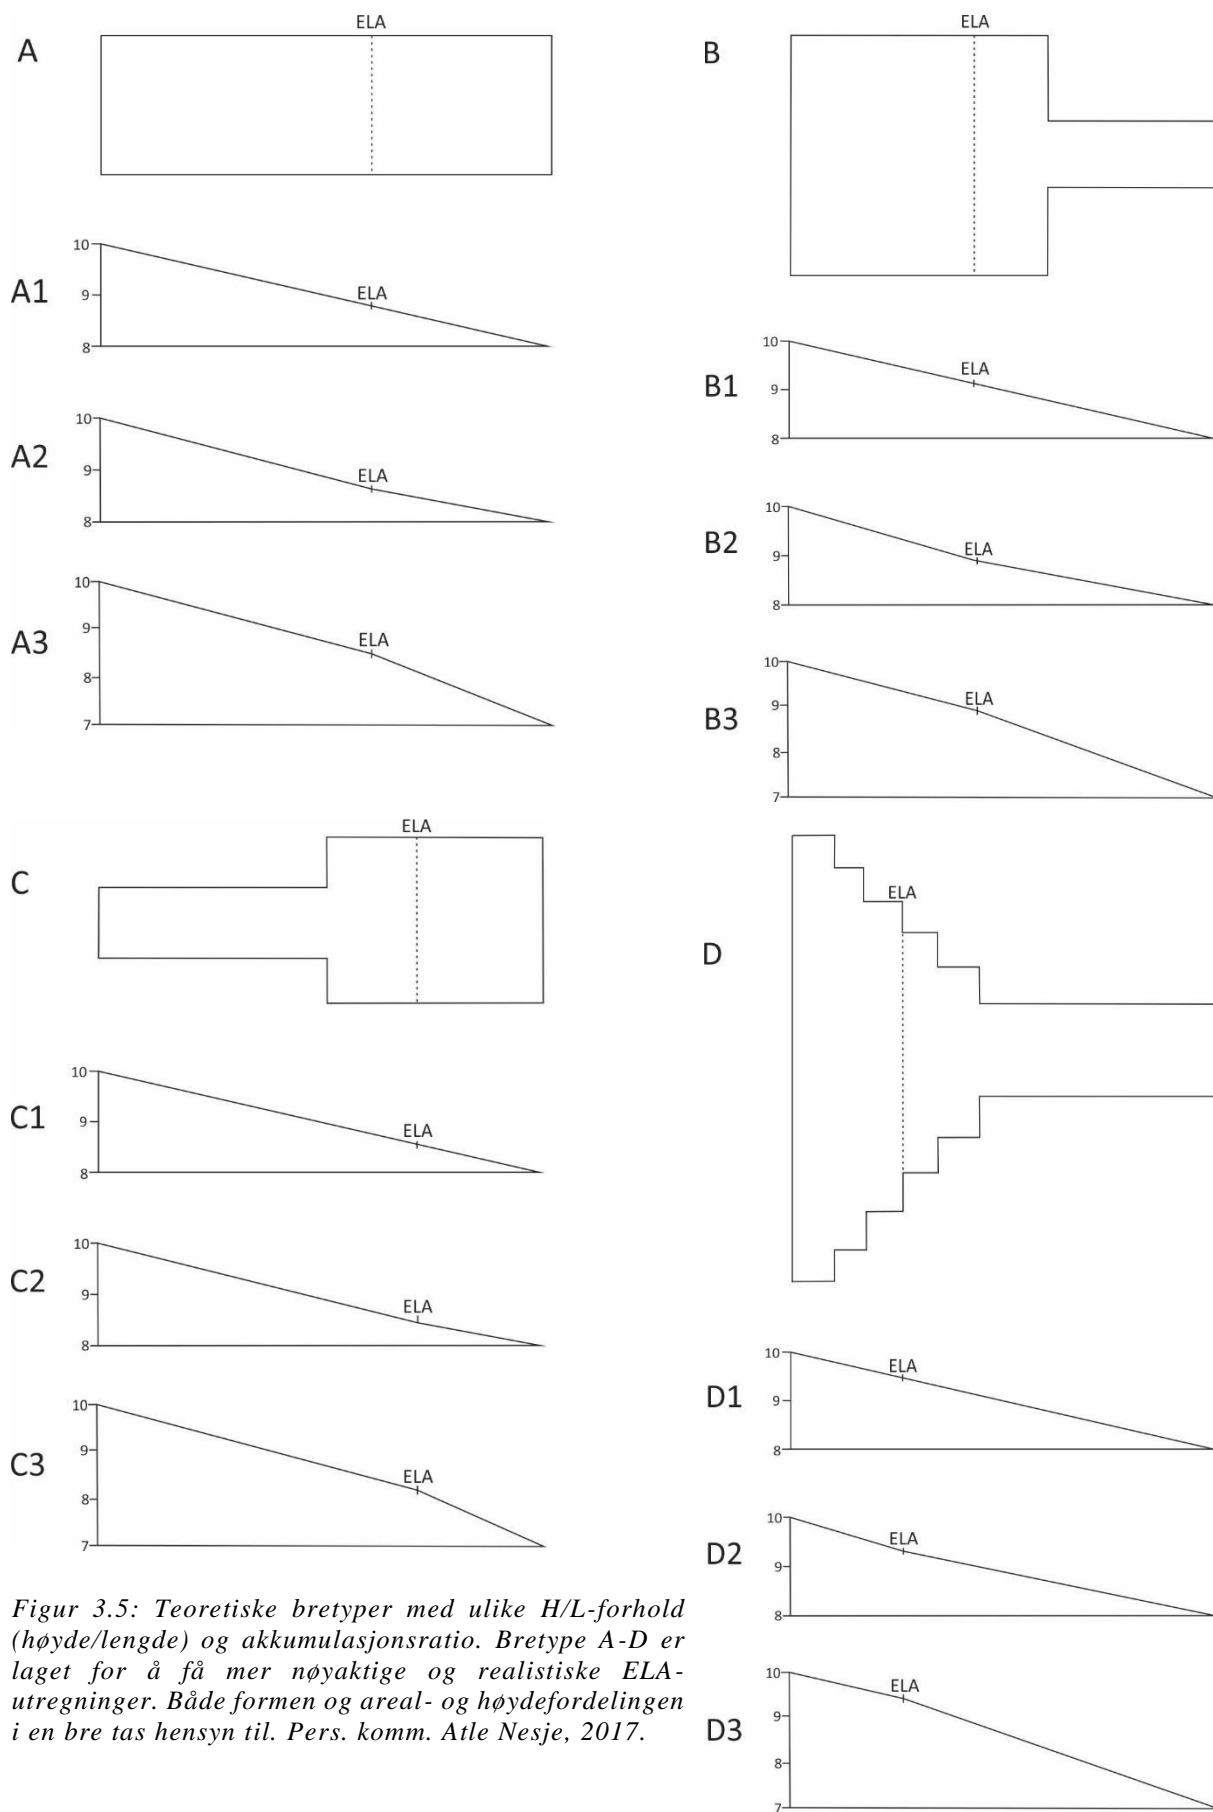 A
ELA
A1
10
9
8
ELA
A2
10
9
8
ELA
A3
10
9
8
7
ELA
B
ELA
B1
10
9
8
ELA
B2
10
9
8
ELA
B3
10
9
8
7
ELA
C
ELA
C1
10
9
8
ELA
C2
10
9
8
ELA
C3
10
9
8
7
ELA
D
ELA
D1
10
9
8
ELA
D2
10
9
8
ELA
D3
10
9
8
7
ELA
Figur 3.5: Teoretiske bretyper med ulike H/L-forhold
(høyde/lengde) og akkumulasjonsratio. Bretype A-D er
laget for å få mer nøyaktige og realistiske ELA-
utregninger. Både formen og areal- og høydefordelingen
i en bre tas hensyn til. Pers. komm. Atle Nesje, 2017.